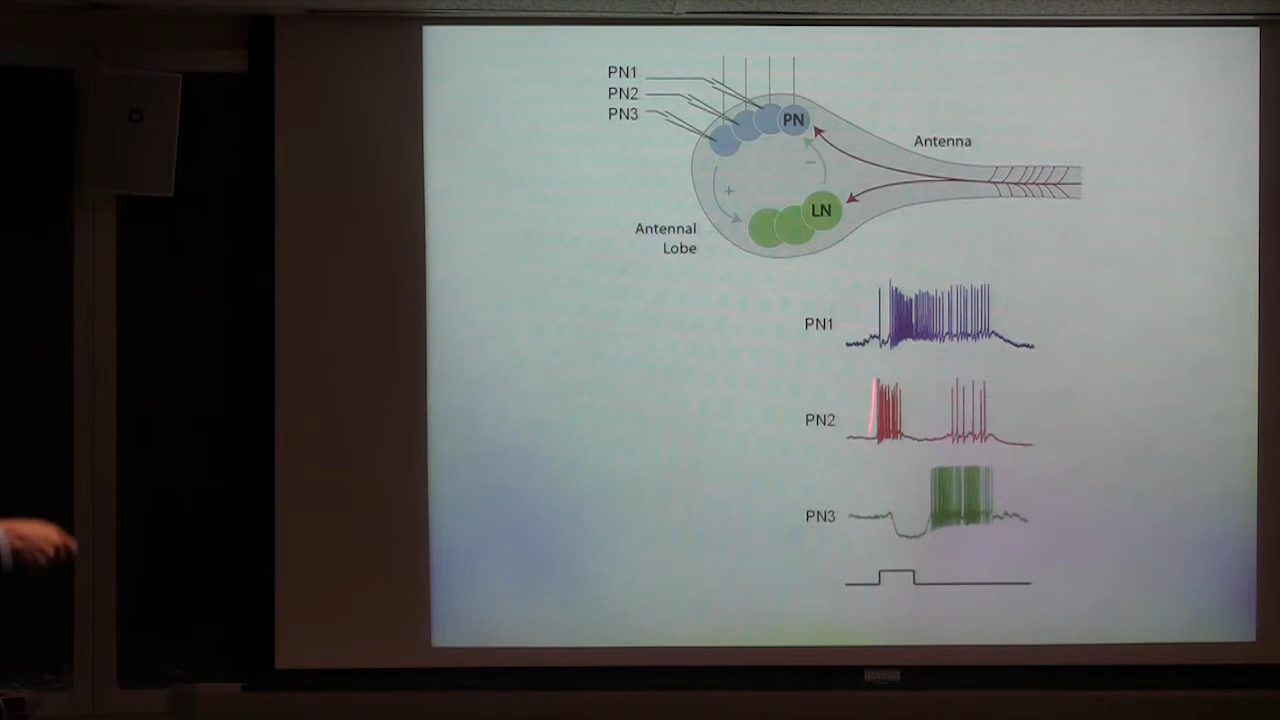 PN1
PN2
PN3
PN
Antenna
+
−
LN
Antennal
Lobe
PN1
PN2
PN3